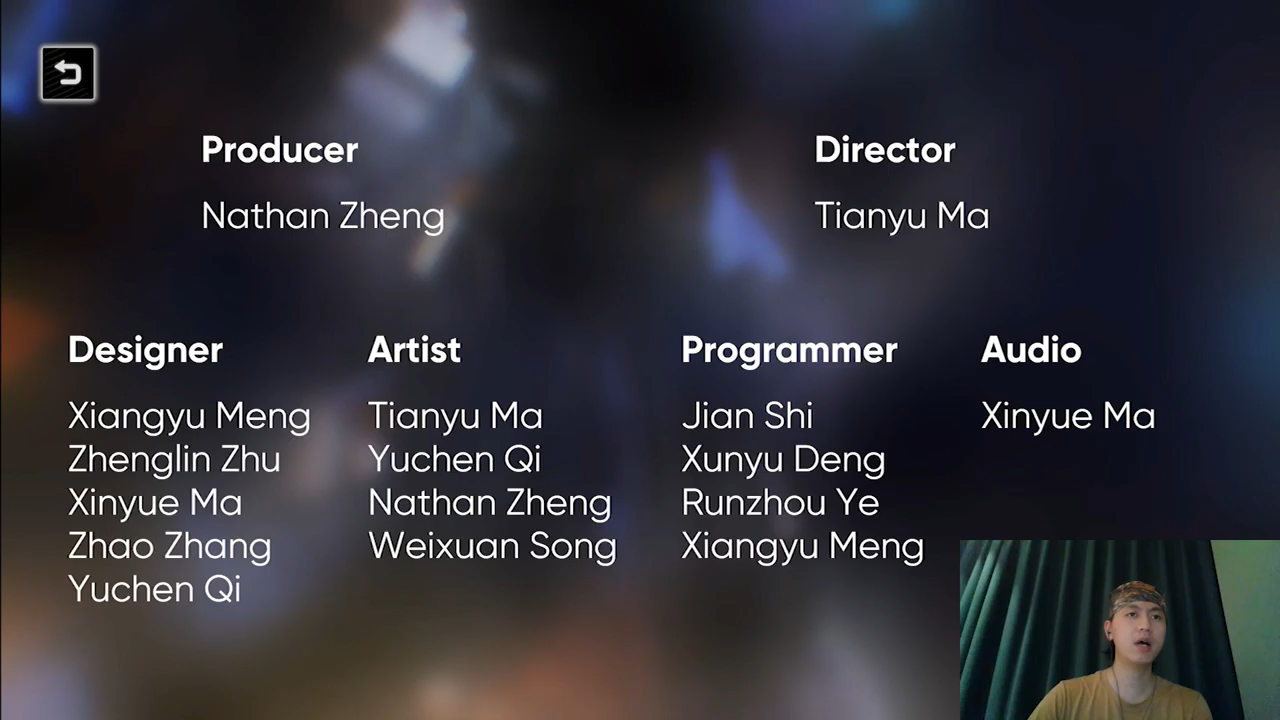 Producer
Nathan Zheng
Director
Tianyu Ma
Designer
Xiangyu Meng
Zhenglin Zhu
Xinyue Ma
Zhao Zhang
Yuchen Qi
Artist
Tianyu Ma
Yuchen Qi
Nathan Zheng
Weixuan Song
Programmer
Jian Shi
Xunyu Deng
Runzhou Ye
Xiangyu Meng
Audio
Xinyue Ma